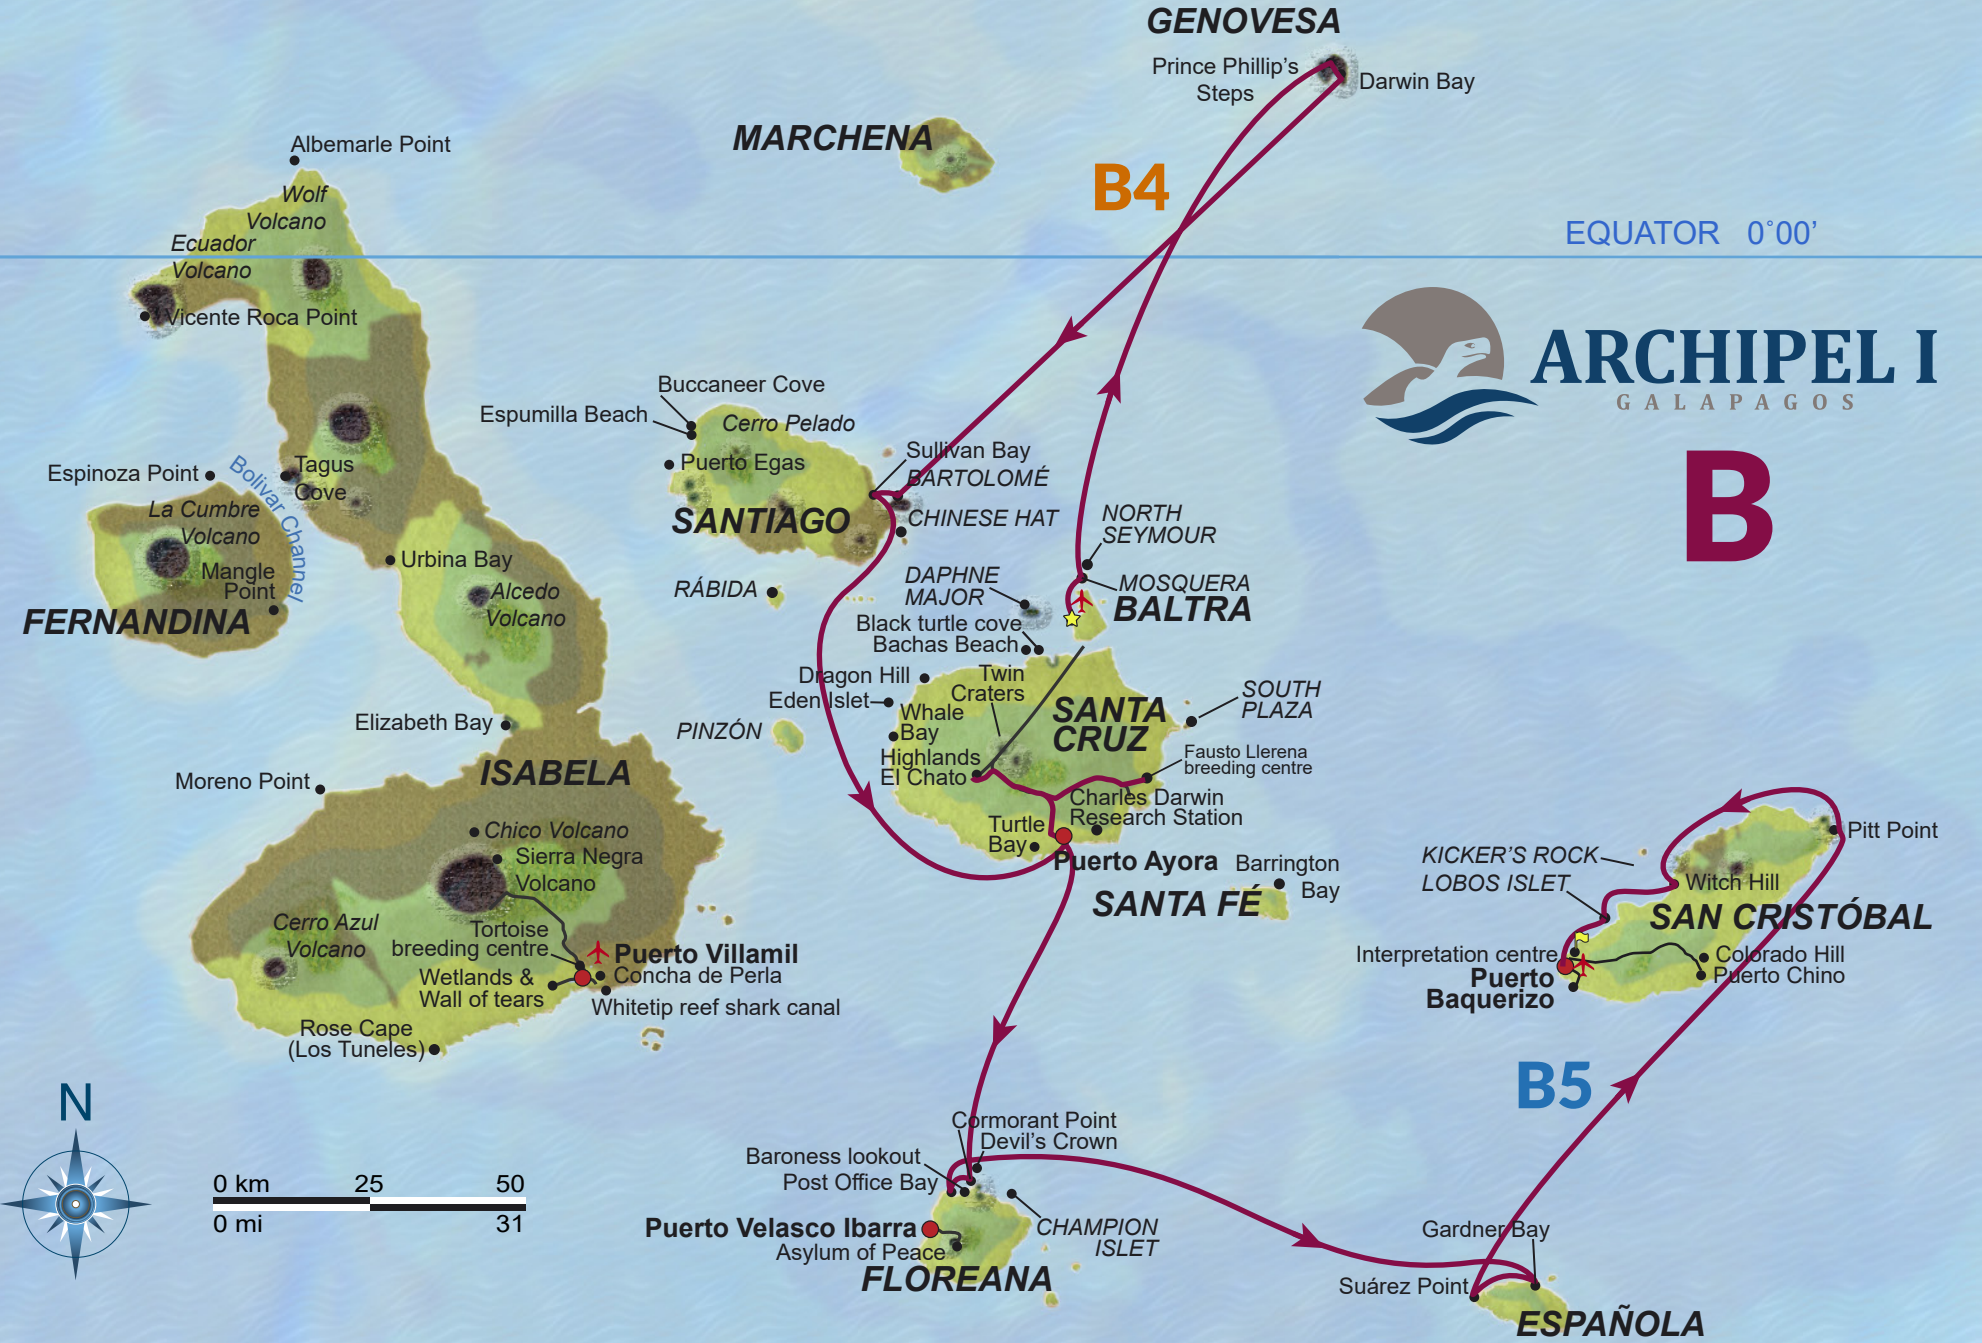 GENOVESA
Prince Phillip's
Steps
Darwin Bay
MARCHENA
Albemarle Point
B4
Wolf
Volcano
Ecuador
Volcano
EQUATOR 0°00'
Vicente Roca Point
ARCHIPEL I
GALAPAGOS
B
Buccaneer Cove
Espumilla Beach
Cerro Pelado
Puerto Egas
Sullivan Bay
BARTOLOMÉ
SANTIAGO
CHINESE HAT
Espinoza Point
Bolivar Channel
Tagus
Cove
La Cumbre
Volcano
Mangle
Point
FERNANDINA
Urbina Bay
Alcedo
Volcano
NORTH
SEYMOUR
RÁBIDA
DAPHNE
MAJOR
MOSQUERA
BALTRA
Black turtle cove
Bachas Beach
Dragon Hill
Eden Islet
Twin
Craters
Whale
Bay
SANTA
CRUZ
SOUTH
PLAZA
PINZÓN
Elizabeth Bay
Highlands
El Chato
Fausto Llerena
breeding centre
Charles Darwin
Research Station
Turtle
Bay
Puerto Ayora
Barrington
Bay
SANTA FÉ
ISABELA
Moreno Point
Chico Volcano
Sierra Negra
Volcano
Cerro Azul
Volcano
Tortoise
breeding centre
Puerto Villamil
Concha de Perla
Wetlands &
Wall of tears
Whitetip reef shark canal
Rose Cape
(Los Tuneles)
Pitt Point
KICKER'S ROCK
LOBOS ISLET
Witch Hill
SAN CRISTÓBAL
Interpretation centre
Colorado Hill
Puerto Chino
Puerto
Baquerizo
B5
N
0 km 25 50
0 mi 31
Cormorant Point
Devil's Crown
Baroness lookout
Post Office Bay
Puerto Velasco Ibarra
Asylum of Peace
CHAMPION
ISLET
FLOREANA
Gardner Bay
Suárez Point
ESPAÑOLA